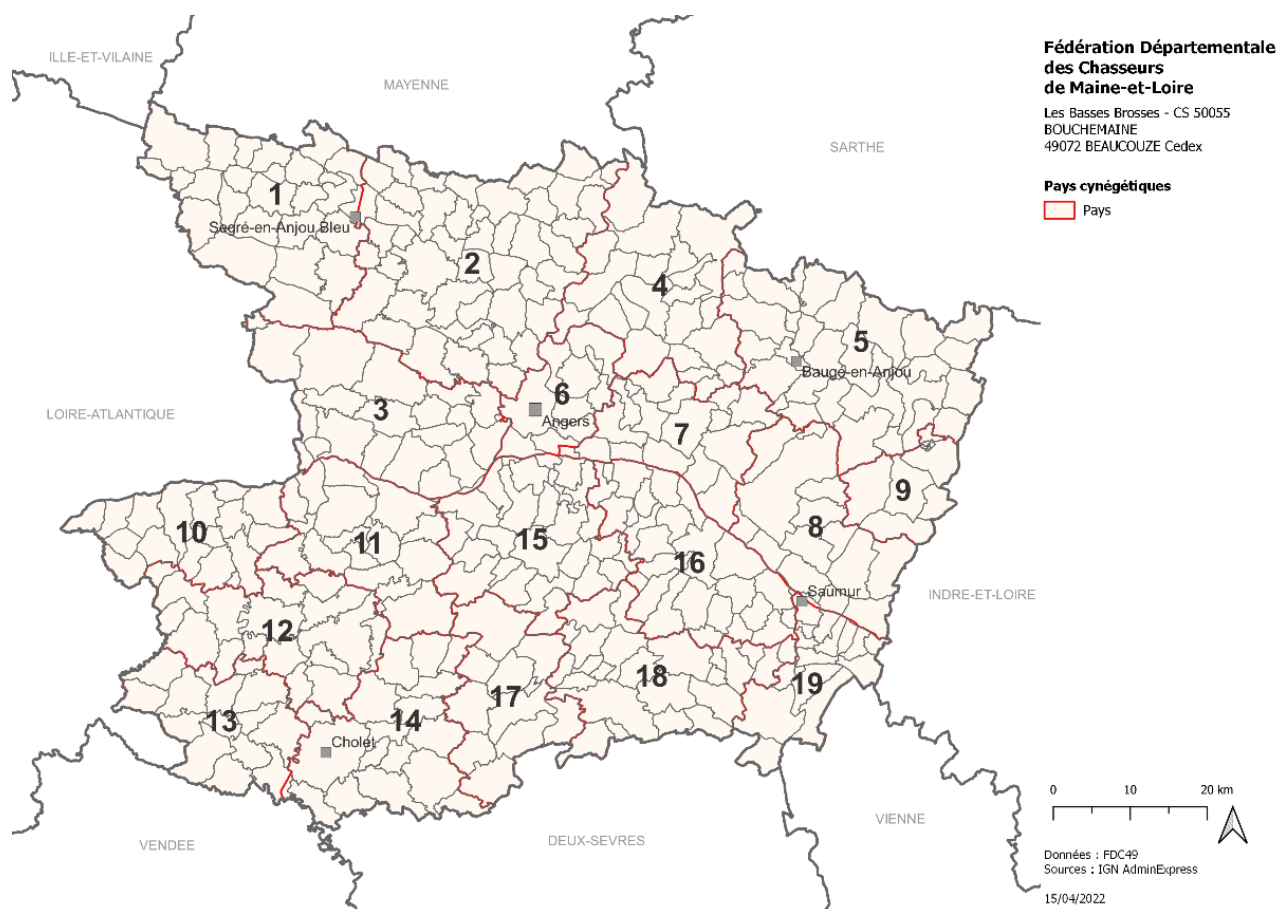 ILLE-ET-VILAINE
MAYENNE
SARTHE
LOIRE-ATLANTIQUE
INDRE-ET-LOIRE
VENDEE
DEUX-SEVRES
VIENNE
1
Segré-en-Anjou Bleu
2
4
5
Baugé-en-Anjou
6
Angers
3
7
9
8
10
11
15
16
Saumur
12
18
19
17
13
14
Cholet
Fédération Départementale
des Chasseurs
de Maine-et-Loire
Les Basses Brosses - CS 50055
BOUCHEMAINE
49072 BEAUCOUZE Cedex
Pays cynégétiques
Pays
0 10 20 km
Données : FDC49
Sources : IGN AdminExpress
15/04/2022